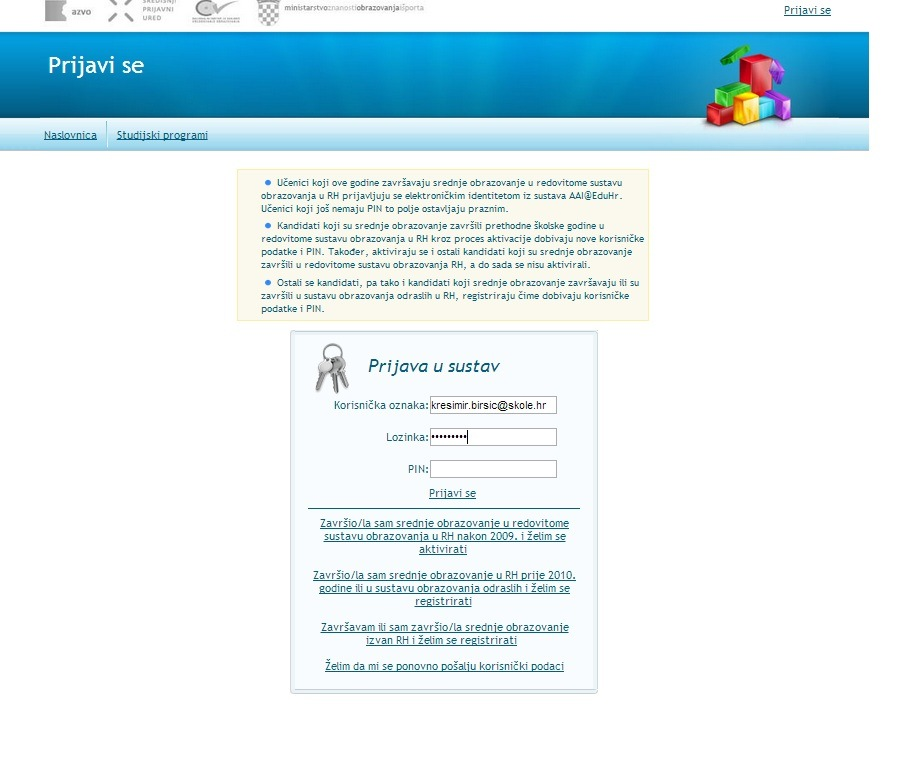 azvo
SREDIŠNJI
PRIJAVNI
URED
ministarstvoznanostiobrazovanjaišporta
Prijavi se
Prijavi se
Naslovnica
Studijski programi
Učenici koji ove godine završavaju srednje obrazovanje u redovitome sustavu
obrazovanja u RH prijavljuju se elektroničkim identitetom iz sustava AAI@EduHr.
Učenici koji još nemaju PIN to polje ostavljaju praznim.
Kandidati koji su srednje obrazovanje završili prethodne školske godine u
redovitome sustavu obrazovanja u RH kroz proces aktivacije dobivaju nove korisničke
podatke i PIN. Također, aktiviraju se i ostali kandidati koji su srednje obrazovanje
završili u redovitome sustavu obrazovanja RH, a do sada se nisu aktivirali.
Ostali se kandidati, pa tako i kandidati koji srednje obrazovanje završavaju ili su
završili u sustavu obrazovanja odraslih u RH, registriraju čime dobivaju korisničke
podatke i PIN.
Prijava u sustav
Korisnička oznaka: kresimir.birsic@skole.hr
Lozinka: •••••••••
PIN:
Prijavi se
Završio/la sam srednje obrazovanje u redovitome
sustavu obrazovanja u RH nakon 2009. i želim se
aktivirati
Završio/la sam srednje obrazovanje u RH prije 2010.
godine ili u sustavu obrazovanja odraslih i želim se
registrirati
Završavam ili sam završio/la srednje obrazovanje
izvan RH i želim se registrirati
Želim da mi se ponovno pošalju korisnički podaci